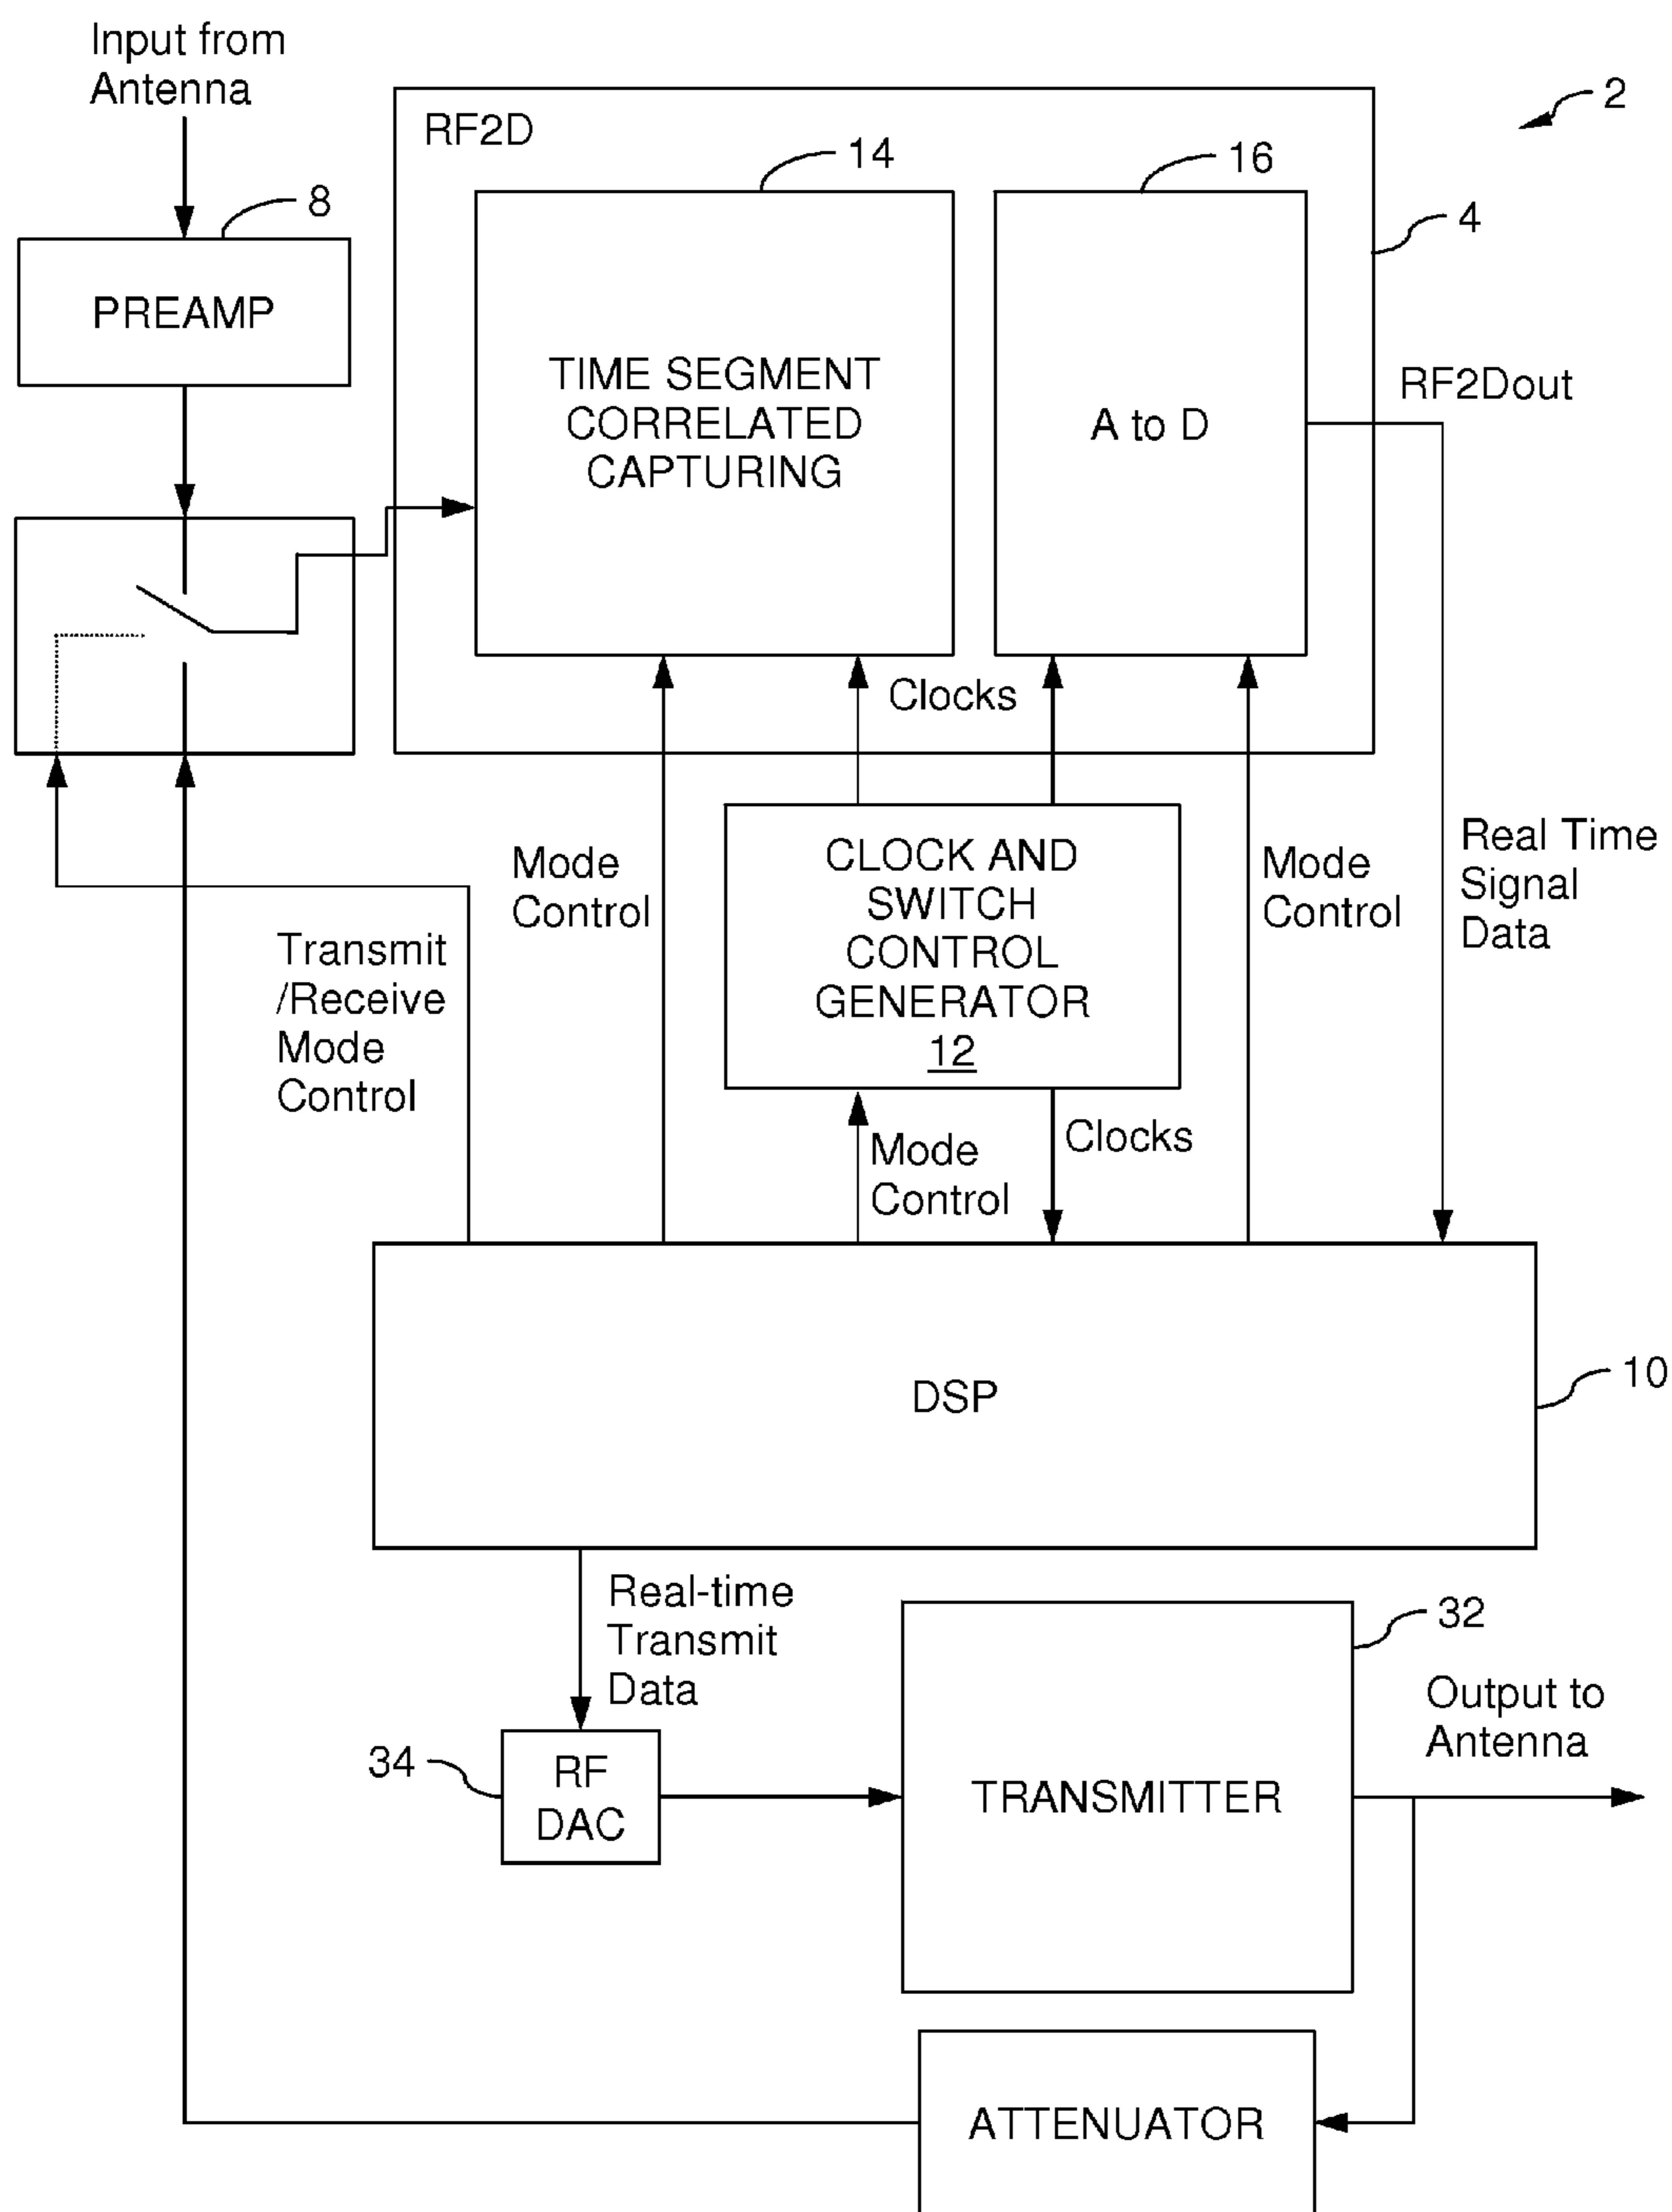 Input from
Antenna
2
RF2D
14
16
4
8
PREAMP
TIME SEGMENT
CORRELATED
CAPTURING
A to D
RF2Dout
Clocks
Mode
Control
CLOCK AND
SWITCH
CONTROL
GENERATOR
12
Mode
Control
Real Time
Signal
Data
Transmit
/Receive
Mode
Control
Mode
Control
Clocks
DSP
10
Real-time
Transmit
Data
32
Output to
Antenna
34
RF
DAC
TRANSMITTER
ATTENUATOR